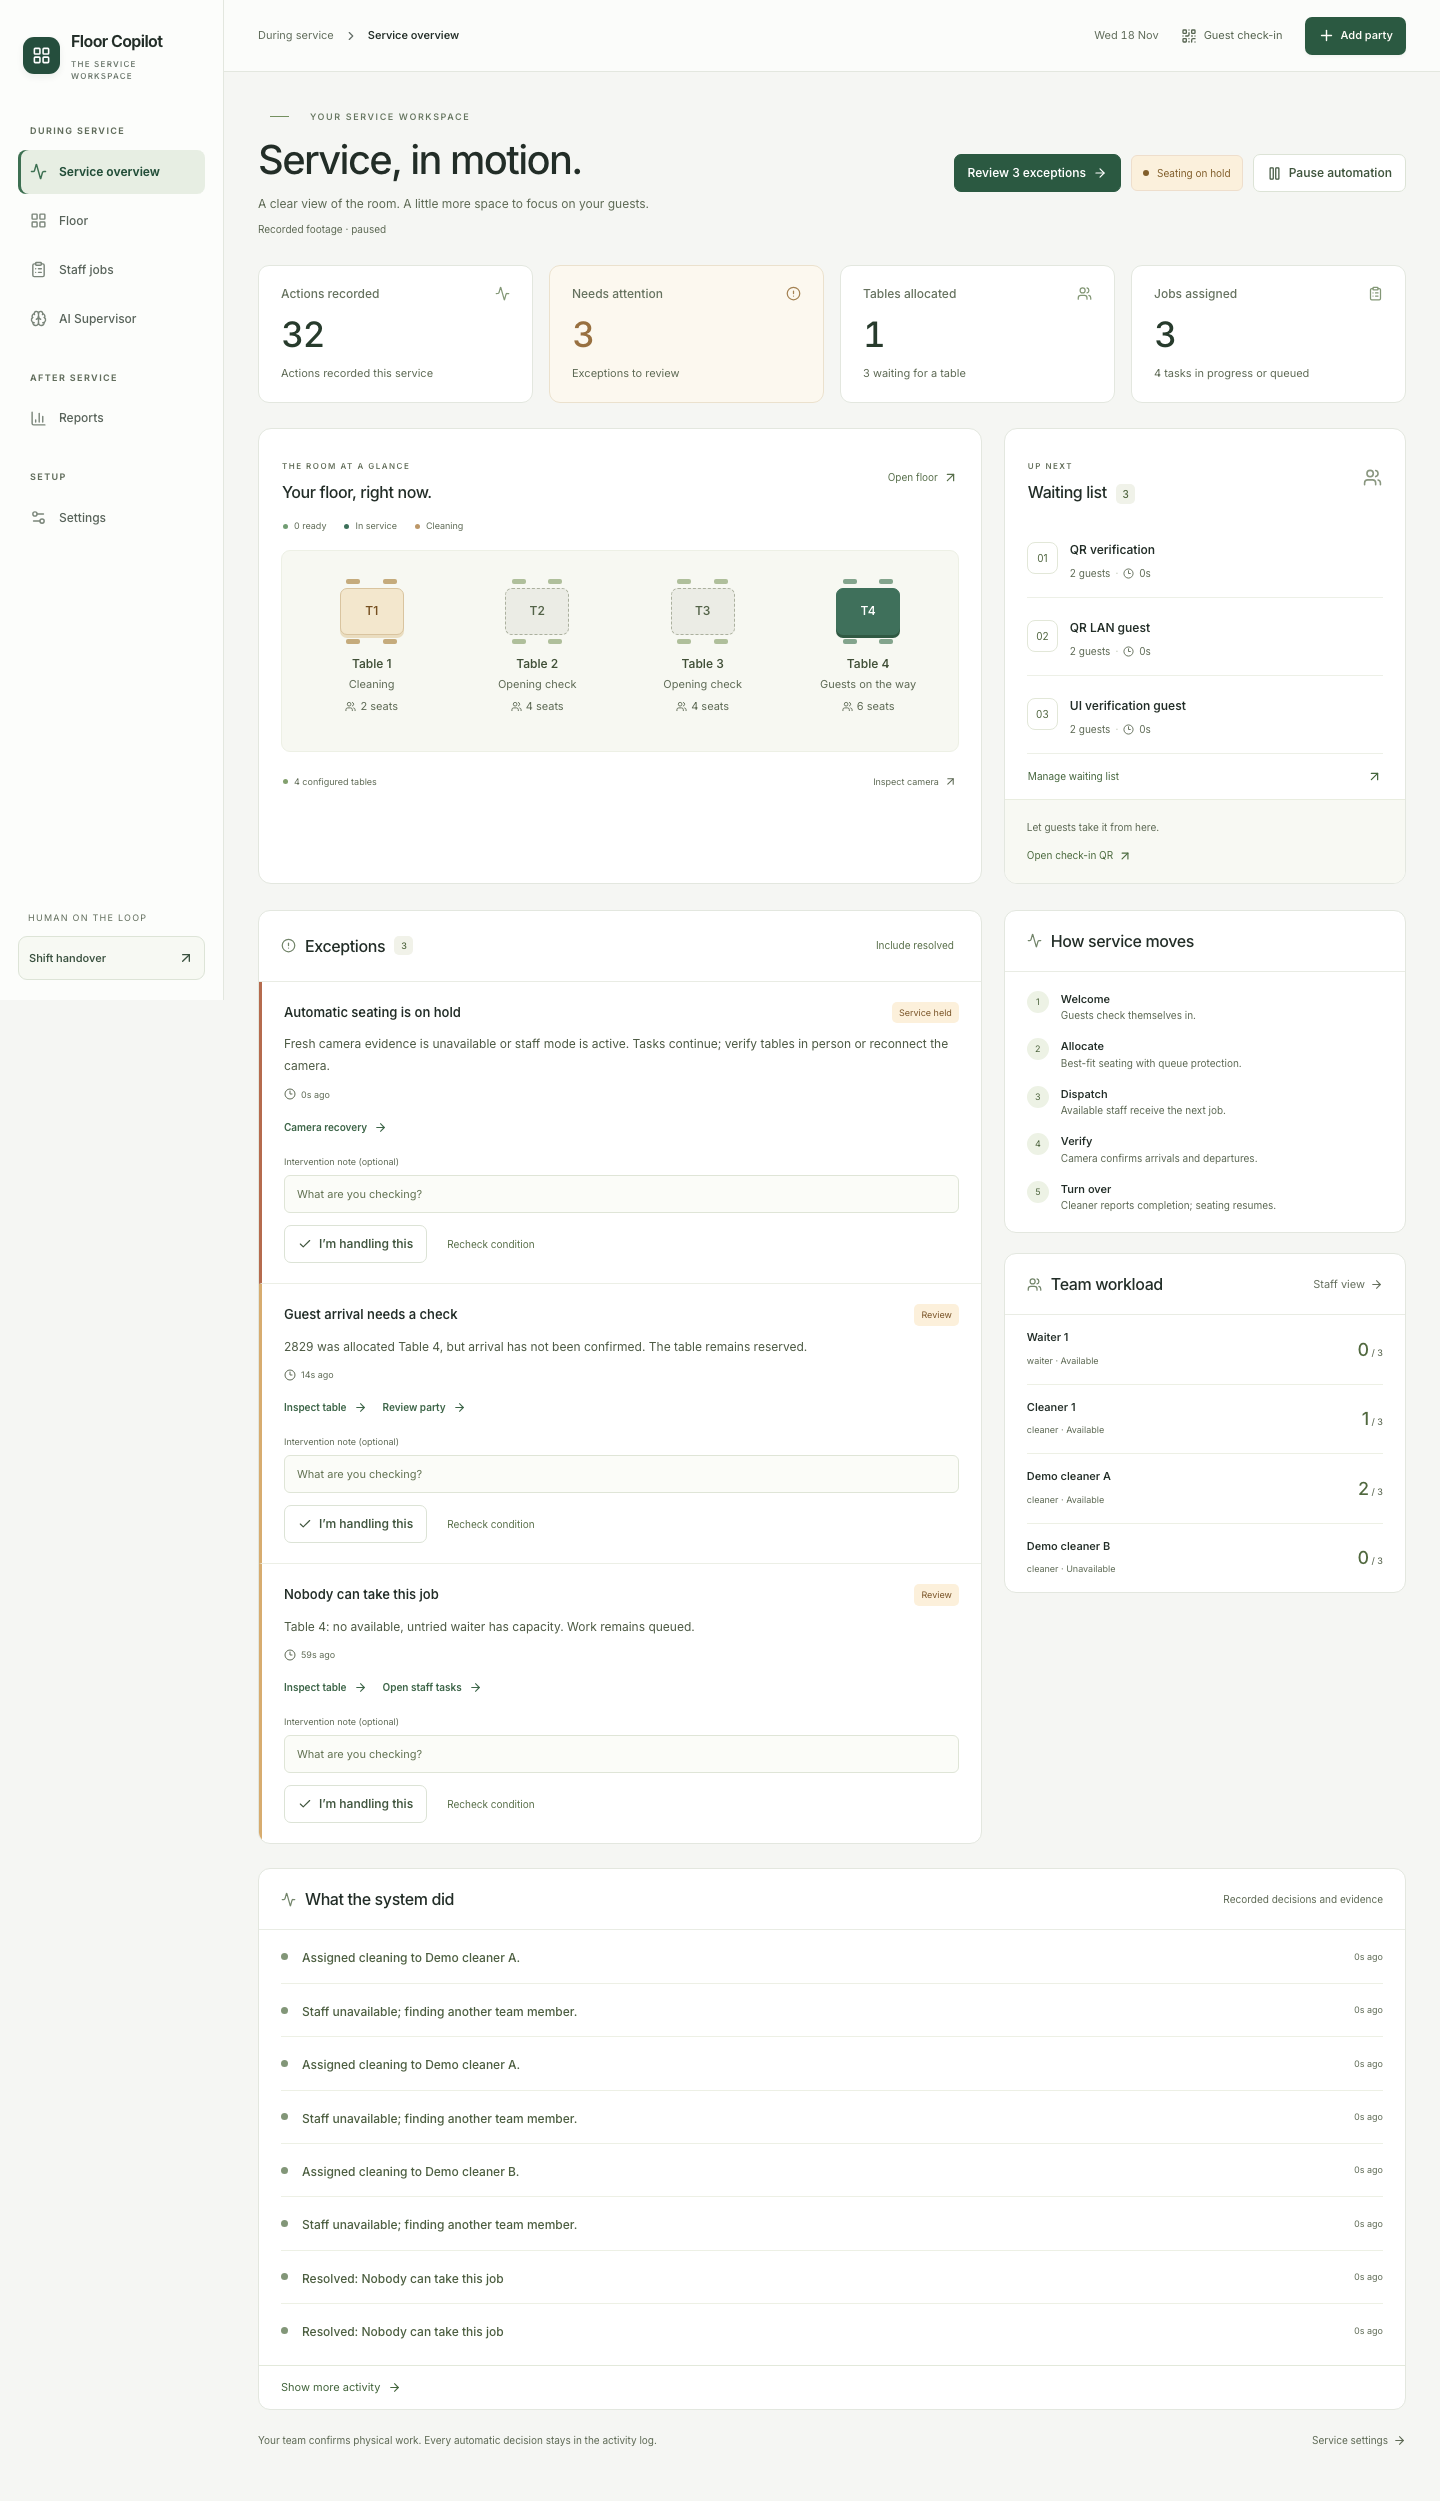 Floor Copilot
THE SERVICE
WORKSPACE
DURING SERVICE
Service overview
Floor
Staff jobs
AI Supervisor
AFTER SERVICE
Reports
SETUP
Settings
HUMAN ON THE LOOP
Shift handover
During service
Service overview
Wed 18 Nov
Guest check-in
Add party
YOUR SERVICE WORKSPACE
Service, in motion.
A clear view of the room. A little more space to focus on your guests.
Recorded footage · paused
Review 3 exceptions
Seating on hold
Pause automation
Actions recorded
32
Actions recorded this service
Needs attention
3
Exceptions to review
Tables allocated
1
3 waiting for a table
Jobs assigned
3
4 tasks in progress or queued
THE ROOM AT A GLANCE
Your floor, right now.
Open floor
0 ready
In service
Cleaning
T1
Table 1
Cleaning
2 seats
T2
Table 2
Opening check
4 seats
T3
Table 3
Opening check
4 seats
T4
Table 4
Guests on the way
6 seats
4 configured tables
Inspect camera
UP NEXT
Waiting list 3
01
QR verification
2 guests · 0s
02
QR LAN guest
2 guests · 0s
03
UI verification guest
2 guests · 0s
Manage waiting list
Let guests take it from here.
Open check-in QR
Exceptions 3
Include resolved
Automatic seating is on hold
Service held
Fresh camera evidence is unavailable or staff mode is active. Tasks continue; verify tables in person or reconnect the
camera.
0s ago
Camera recovery
Intervention note (optional)
What are you checking?
I'm handling this
Recheck condition
Guest arrival needs a check
Review
2829 was allocated Table 4, but arrival has not been confirmed. The table remains reserved.
14s ago
Inspect table
Review party
Intervention note (optional)
What are you checking?
I'm handling this
Recheck condition
Nobody can take this job
Review
Table 4: no available, untried waiter has capacity. Work remains queued.
59s ago
Inspect table
Open staff tasks
Intervention note (optional)
What are you checking?
I'm handling this
Recheck condition
How service moves
1
Welcome
Guests check themselves in.
2
Allocate
Best-fit seating with queue protection.
3
Dispatch
Available staff receive the next job.
4
Verify
Camera confirms arrivals and departures.
5
Turn over
Cleaner reports completion; seating resumes.
Team workload
Staff view
Waiter 1
waiter · Available
0 / 3
Cleaner 1
cleaner · Available
1 / 3
Demo cleaner A
cleaner · Available
2 / 3
Demo cleaner B
cleaner · Unavailable
0 / 3
What the system did
Recorded decisions and evidence
Assigned cleaning to Demo cleaner A.
0s ago
Staff unavailable; finding another team member.
0s ago
Assigned cleaning to Demo cleaner A.
0s ago
Staff unavailable; finding another team member.
0s ago
Assigned cleaning to Demo cleaner B.
0s ago
Staff unavailable; finding another team member.
0s ago
Resolved: Nobody can take this job
0s ago
Resolved: Nobody can take this job
0s ago
Show more activity
Your team confirms physical work. Every automatic decision stays in the activity log.
Service settings